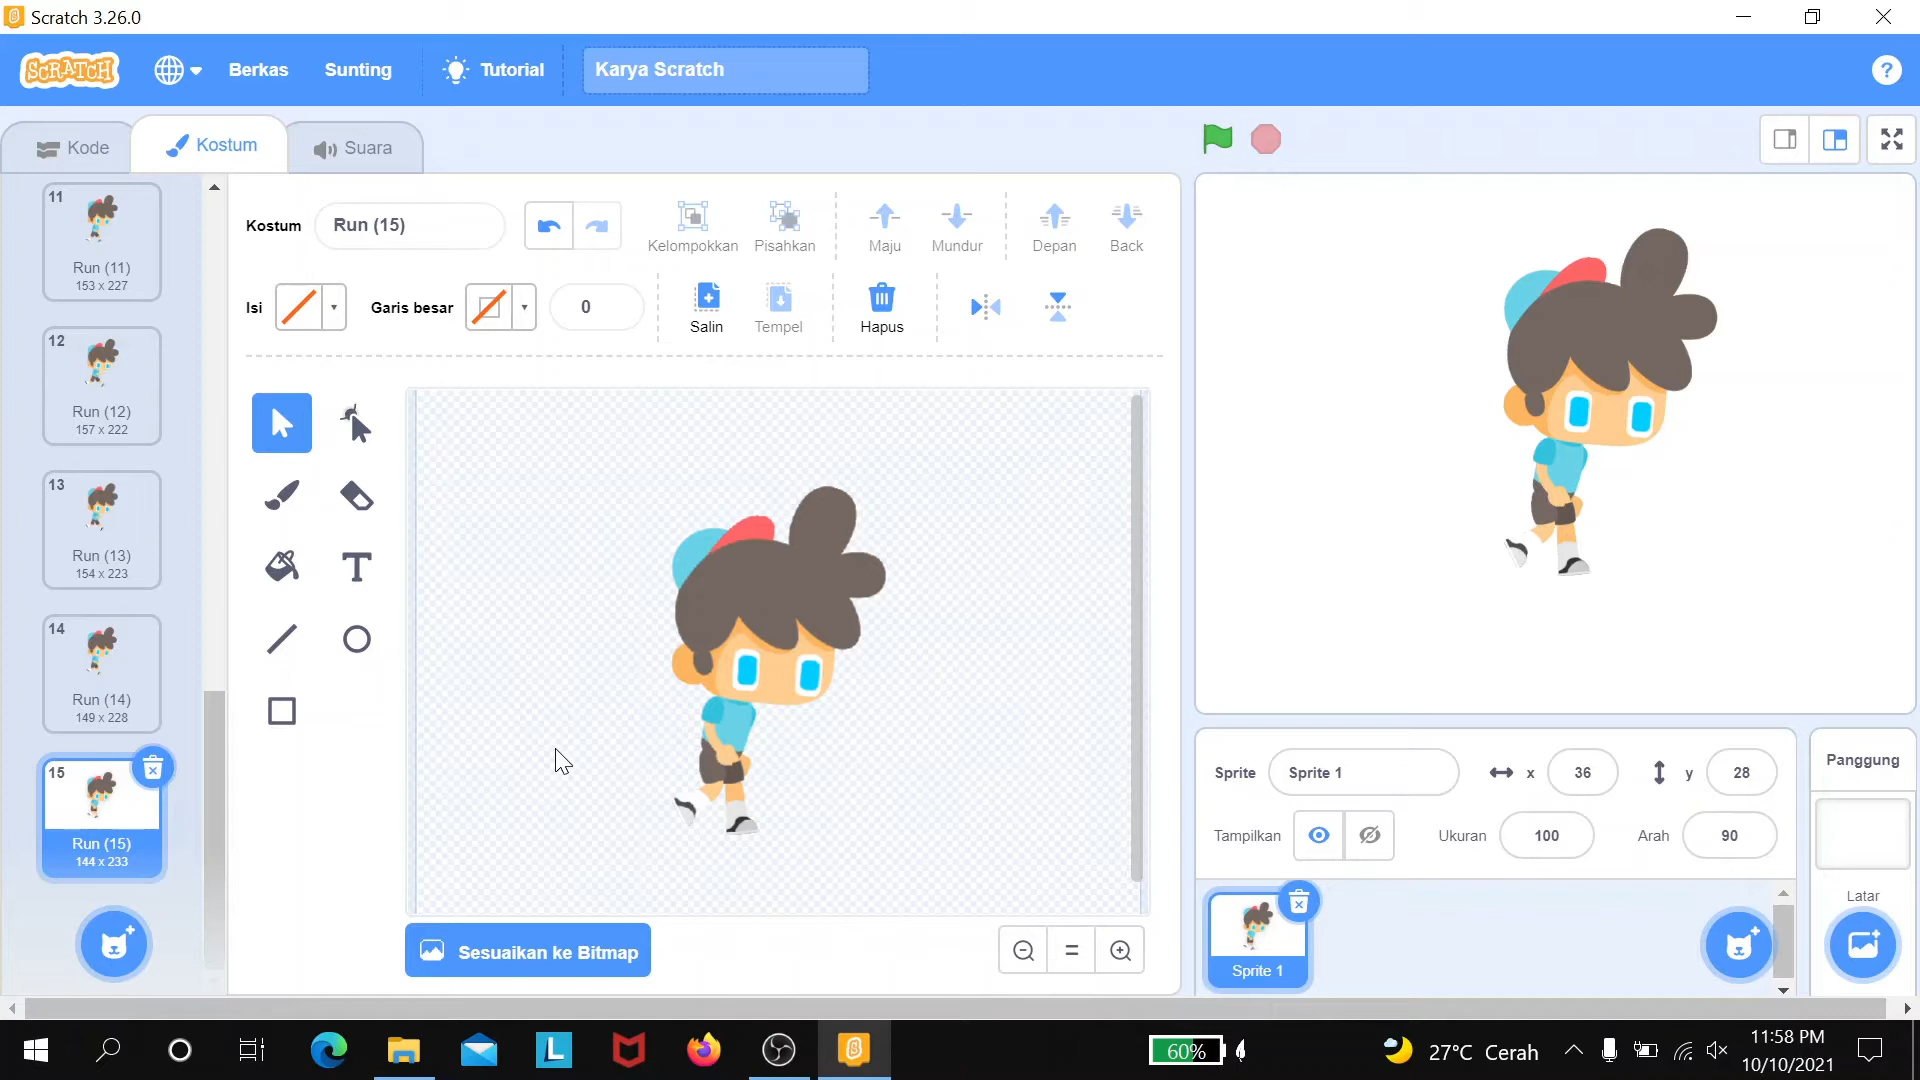 Scratch 3.26.0
SCRATCH
Berkas
Sunting
Tutorial
Karya Scratch
?
Kode
Kostum
Suara
11
Run (11)
153 x 227
12
Run (12)
157 x 222
13
Run (13)
154 x 223
14
Run (14)
149 x 228
15
Run (15)
144 x 233
Kostum
Run (15)
Kelompokkan
Pisahkan
Maju
Mundur
Depan
Back
Isi
Garis besar
0
Salin
Tempel
Hapus
T
Sesuaikan ke Bitmap
Sprite
Sprite 1
x
36
y
28
Tampilkan
Ukuran
100
Arah
90
Sprite 1
Panggung
Latar
L
60%
27°C Cerah
11:58 PM
10/10/2021